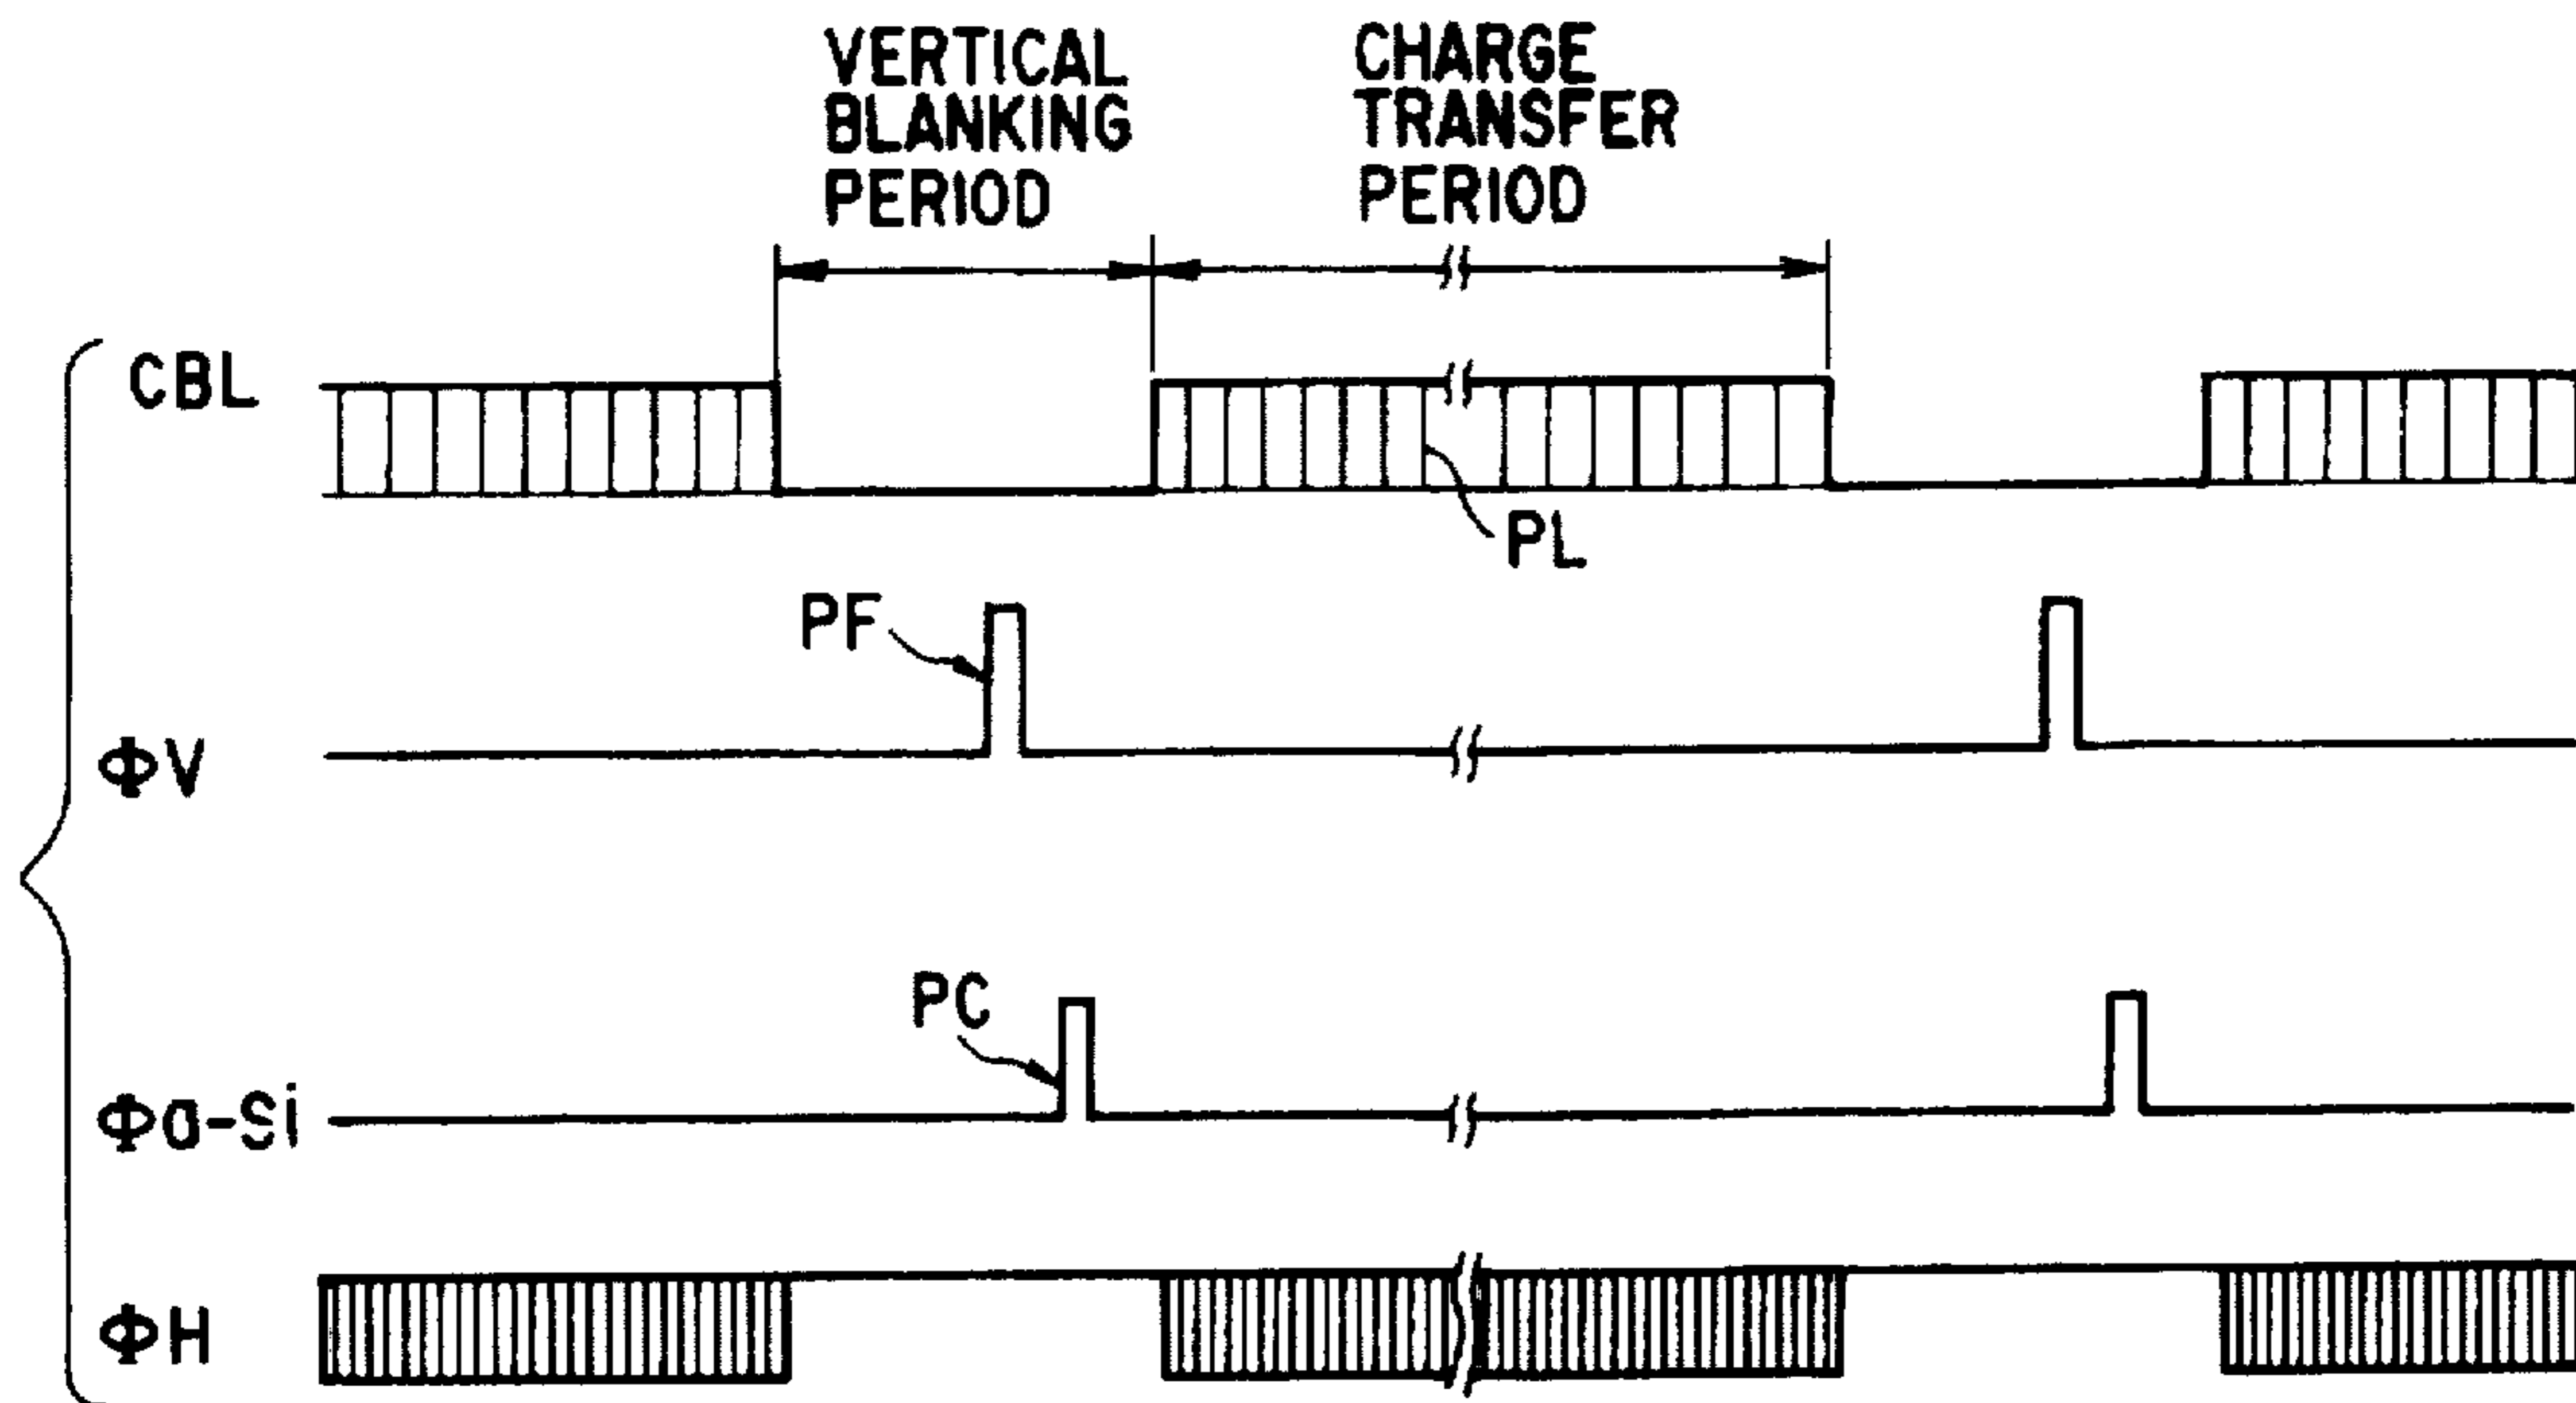 VERTICAL
BLANKING
PERIOD
CHARGE
TRANSFER
PERIOD
CBL
PL
PF
ΦV
PC
Φa-Si
ΦH